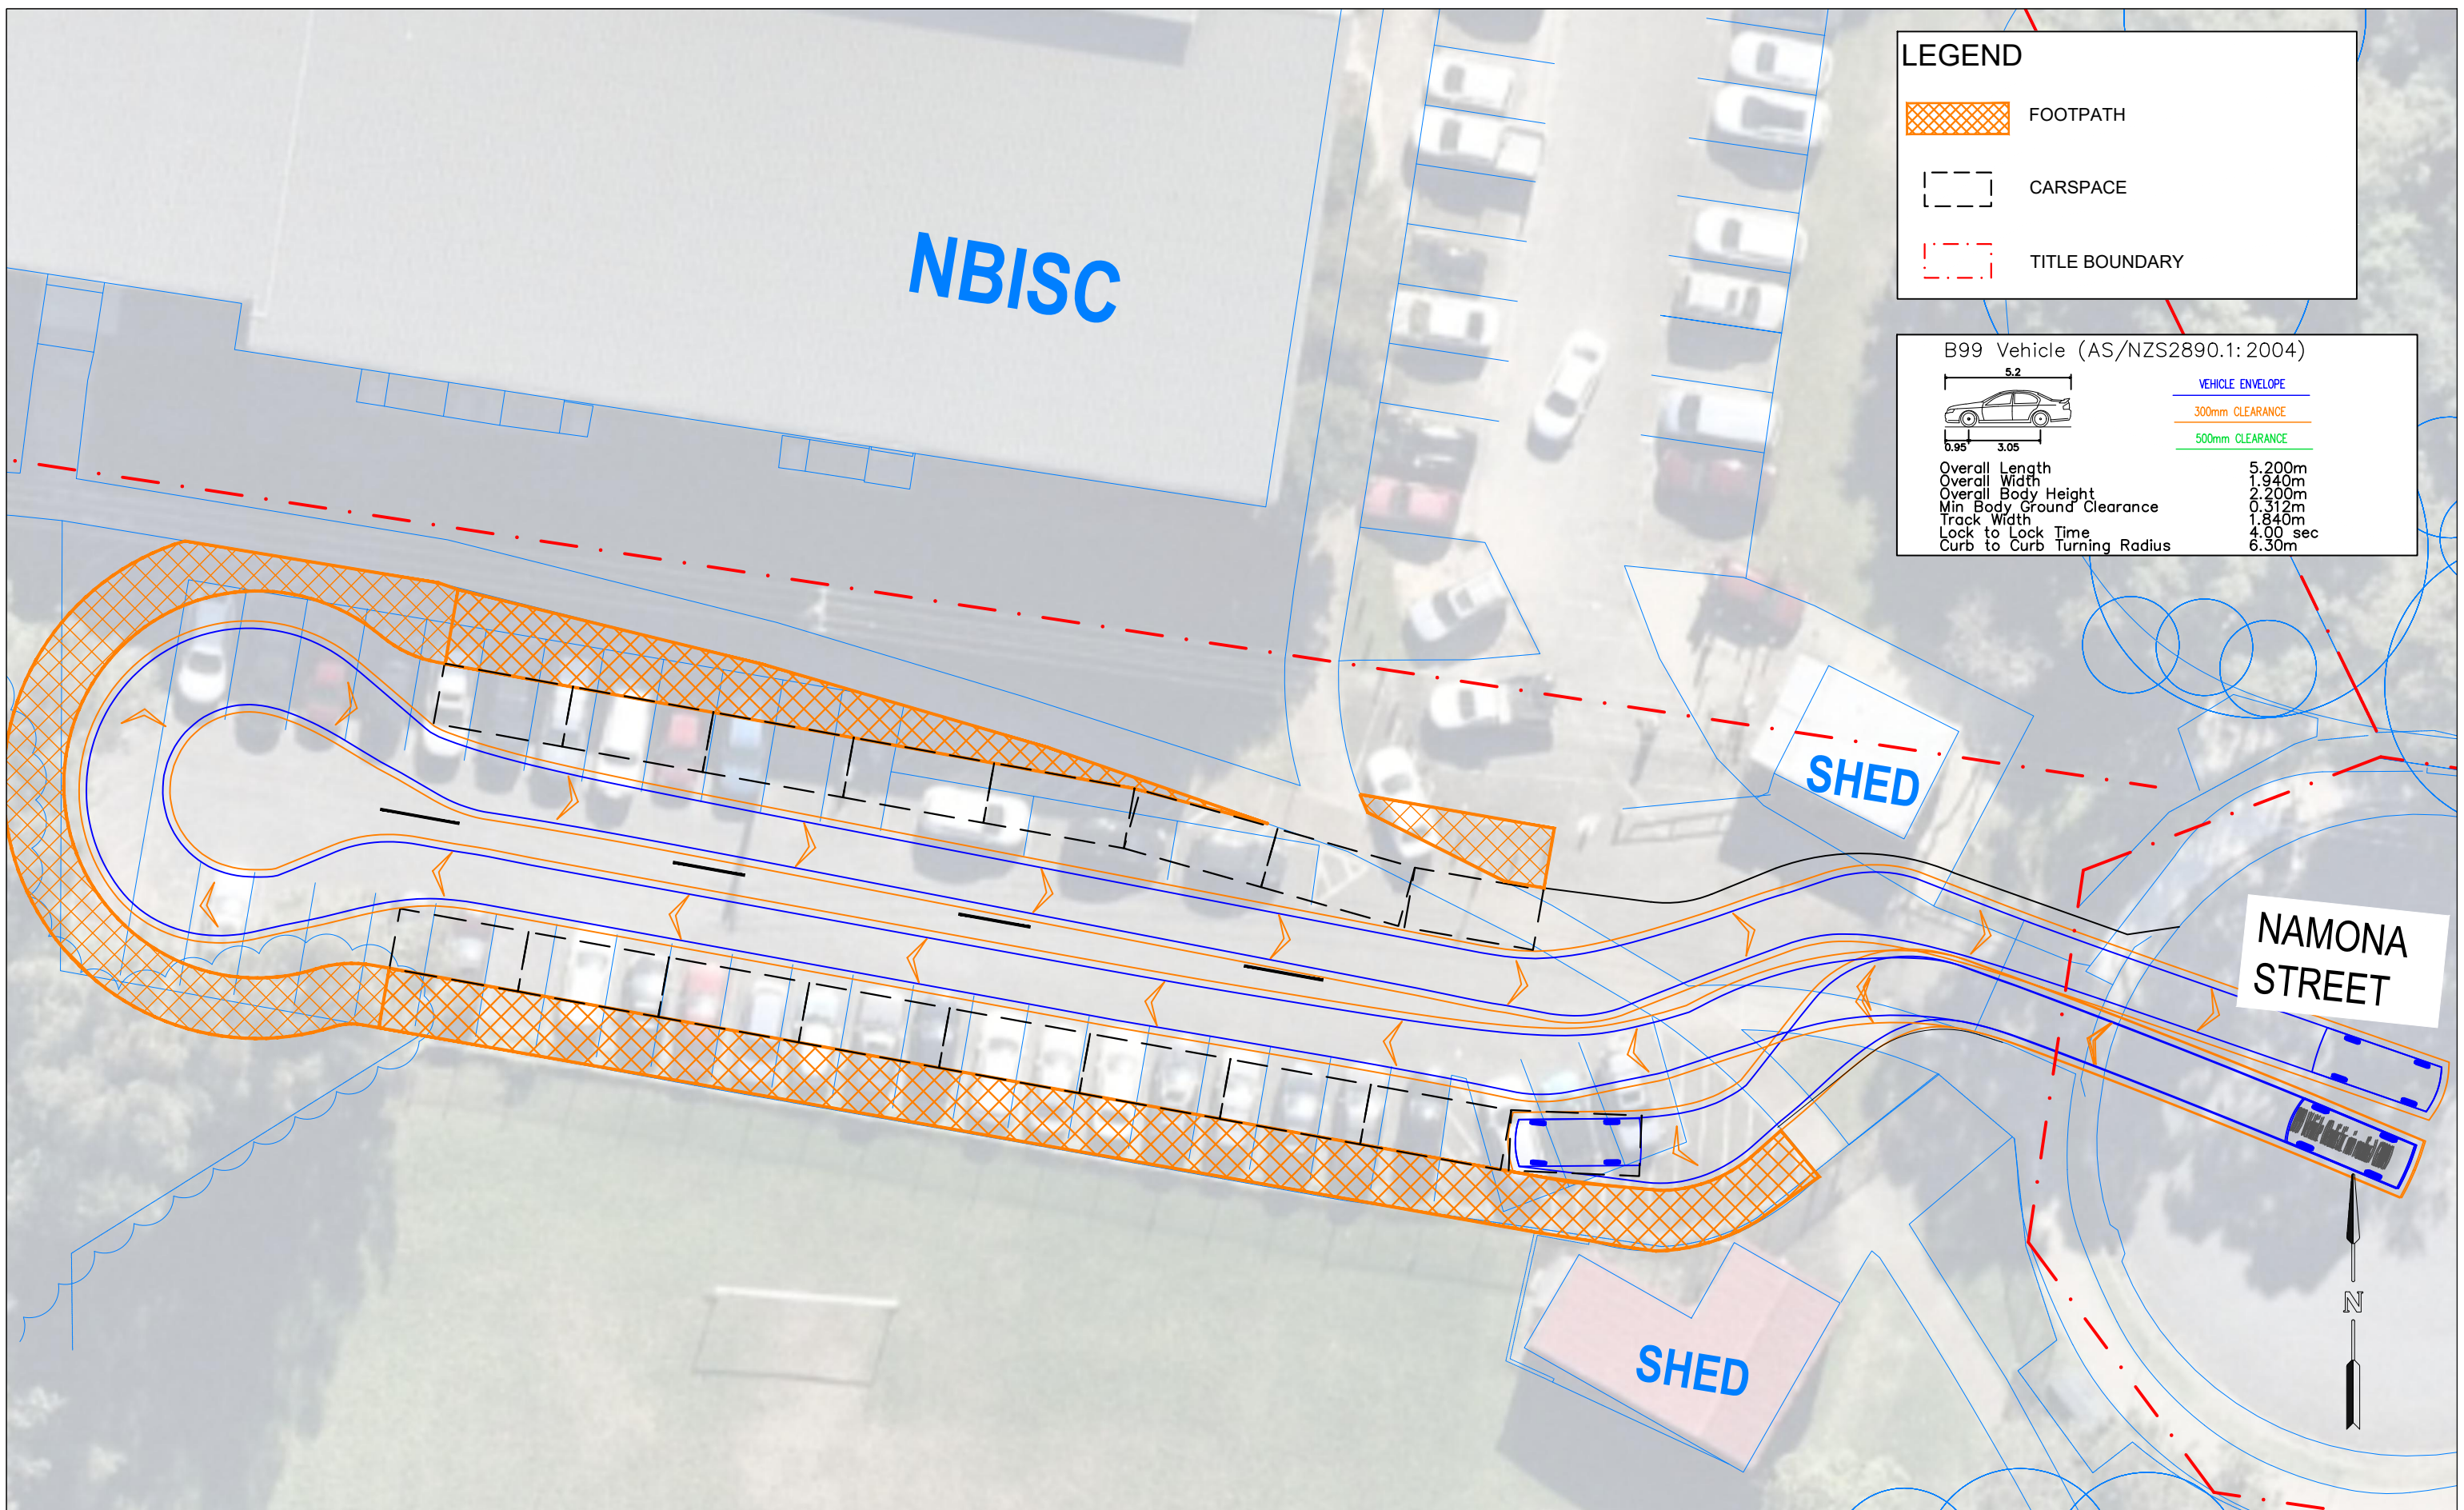 LEGEND
FOOTPATH
CARSPACE
TITLE BOUNDARY
NBISC
B99 Vehicle (AS/NZS2890.1:2004)
5.2
0.95 3.05
VEHICLE ENVELOPE
300mm CLEARANCE
500mm CLEARANCE
Overall Length 5.200m
Overall Width 1.940m
Overall Body Height 2.200m
Min Body Ground Clearance 0.312m
Track Width 1.840m
Lock to Lock Time 4.00 sec
Curb to Curb Turning Radius 6.30m
SHED
NAMONA
STREET
N
SHED